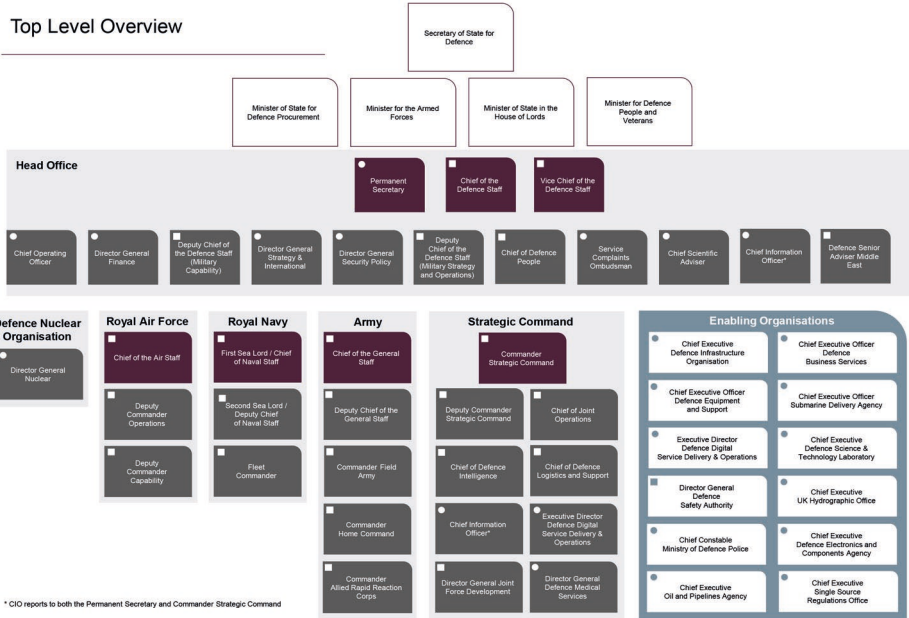 Top Level Overview
Secretary of State for
Defence
Minister of State for
Defence Procurement
Minister for the Armed
Forces
Minister of State in the
House of Lords
Minister for Defence
People and
Veterans
Head Office
Permanent
Secretary
Chief of the
Defence Staff
Vice Chief of the
Defence Staff
Chief Operating
Officer
Director General
Finance
Deputy Chief of
the Defence Staff
(Military
Capability)
Director General
Strategy &
International
Director General
Security Policy
Deputy
Chief of the
Defence Staff
(Military Strategy
and Operations)
Chief of Defence
People
Service
Complaints
Ombudsman
Chief Scientific
Adviser
Chief Information
Officer*
Defence Senior
Adviser Middle
East
Defence Nuclear
Organisation
Director General
Nuclear
Royal Air Force
Chief of the Air Staff
Deputy
Commander
Operations
Deputy
Commander
Capability
Royal Navy
First Sea Lord / Chief
of Naval Staff
Second Sea Lord /
Deputy Chief
of Naval Staff
Fleet
Commander
Army
Chief of the General
Staff
Deputy Chief of the
General Staff
Commander Field
Army
Commander
Home Command
Commander
Allied Rapid Reaction
Corps
Strategic Command
Commander
Strategic Command
Deputy Commander
Strategic Command
Chief of Joint
Operations
Chief of Defence
Intelligence
Chief of Defence
Logistics and Support
Chief Information
Officer*
Executive Director
Defence Digital
Service Delivery &
Operations
Director General Joint
Force Development
Director General
Defence Medical
Services
Enabling Organisations
Chief Executive
Defence Infrastructure
Organisation
Chief Executive Officer
Defence
Business Services
Chief Executive Officer
Defence Equipment
and Support
Chief Executive Officer
Submarine Delivery Agency
Executive Director
Defence Digital
Service Delivery & Operations
Chief Executive
Defence Science &
Technology Laboratory
Director General
Defence
Safety Authority
Chief Executive
UK Hydrographic Office
Chief Constable
Ministry of Defence Police
Chief Executive
Defence Electronics and
Components Agency
Chief Executive
Oil and Pipelines Agency
Chief Executive
Single Source
Regulations Office
* CIO reports to both the Permanent Secretary and Commander Strategic Command